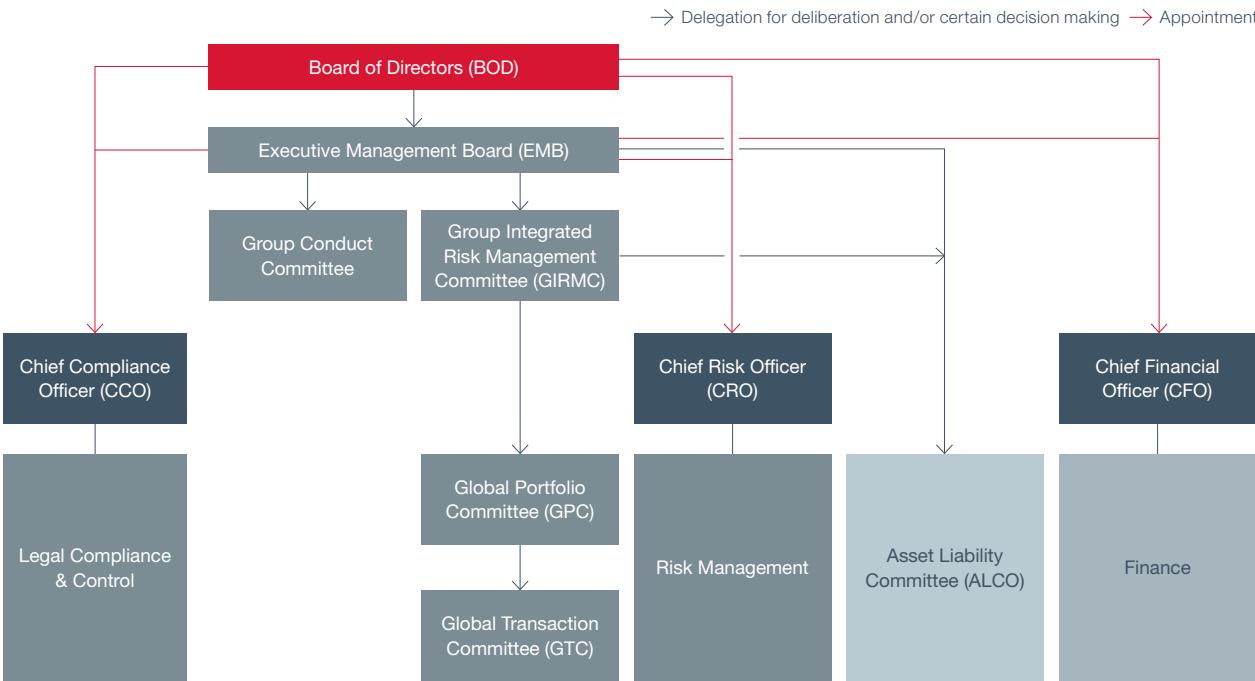 Delegation for deliberation and/or certain decision making
Appointment
Board of Directors (BOD)
Executive Management Board (EMB)
Group Conduct
Committee
Group Integrated
Risk Management
Committee (GIRMC)
Chief Compliance
Officer (CCO)
Chief Risk Officer
(CRO)
Chief Financial
Officer (CFO)
Legal Compliance
& Control
Global Portfolio
Committee (GPC)
Global Transaction
Committee (GTC)
Risk Management
Asset Liability
Committee (ALCO)
Finance